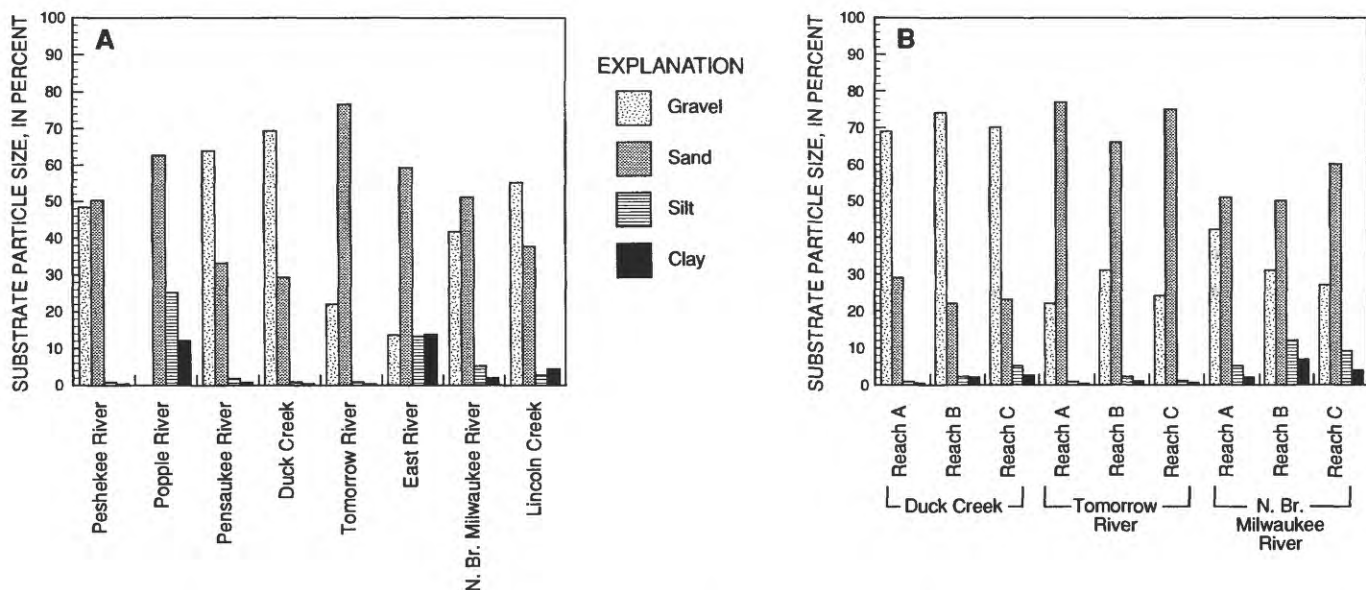 A
SUBSTRATE PARTICLE SIZE, IN PERCENT
100
90
80
70
60
50
40
30
20
10
0
Peshekee River
Popple River
Pensaukee River
Duck Creek
Tomorrow River
East River
N. Br. Milwaukee River
Lincoln Creek
EXPLANATION
Gravel
Sand
Silt
Clay
B
SUBSTRATE PARTICLE SIZE, IN PERCENT
100
90
80
70
60
50
40
30
20
10
0
Reach A
Reach B
Reach C
Reach A
Reach B
Reach C
Reach A
Reach B
Reach C
Duck Creek
Tomorrow
River
N. Br.
Milwaukee
River